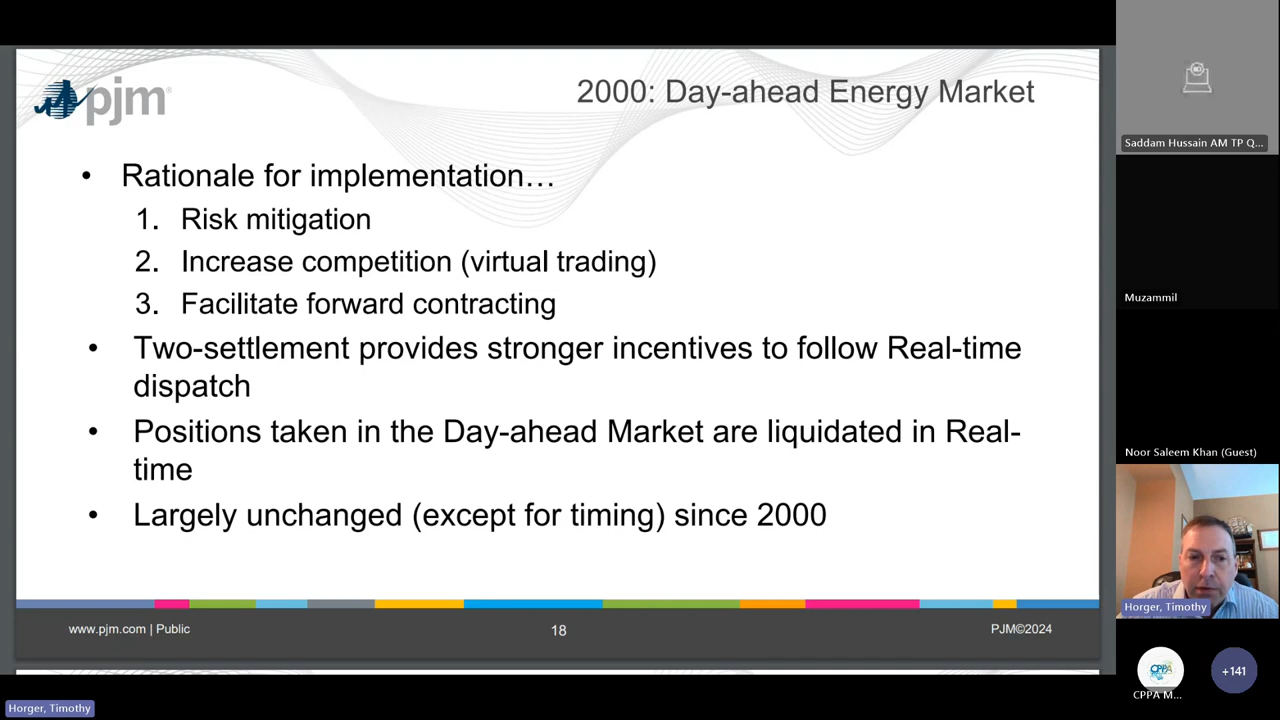 pjm
2000: Day-ahead Energy Market
• Rationale for implementation…
1. Risk mitigation
2. Increase competition (virtual trading)
3. Facilitate forward contracting
• Two-settlement provides stronger incentives to follow Real-time
dispatch
• Positions taken in the Day-ahead Market are liquidated in Real-
time
• Largely unchanged (except for timing) since 2000
www.pjm.com | Public
18
PJM©2024
Saddam Hussain AM TP Q...
Muzammil
Noor Saleem Khan (Guest)
Horger, Timothy
CPPA
CPPA M...
+141
Horger, Timothy